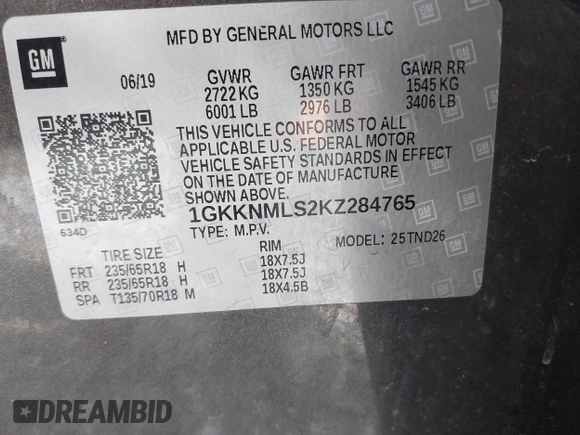 GM
MFD BY GENERAL MOTORS LLC
06/19 GVWR GAWR FRT GAWR RR
2722 KG 1350 KG 1545 KG
6001 LB 2976 LB 3406 LB
THIS VEHICLE CONFORMS TO ALL
APPLICABLE U.S. FEDERAL MOTOR
VEHICLE SAFETY STANDARDS IN EFFECT
ON THE DATE OF MANUFACTURE
SHOWN ABOVE.
1GKKNMLS2KZ284765
634D
TYPE: M.P.V. MODEL: 25TND26
TIRE SIZE RIM
FRT 235/65R18 H 18X7.5J
RR 235/65R18 H 18X7.5J
SPA T135/70R18 M 18X4.5B
DREAMBID